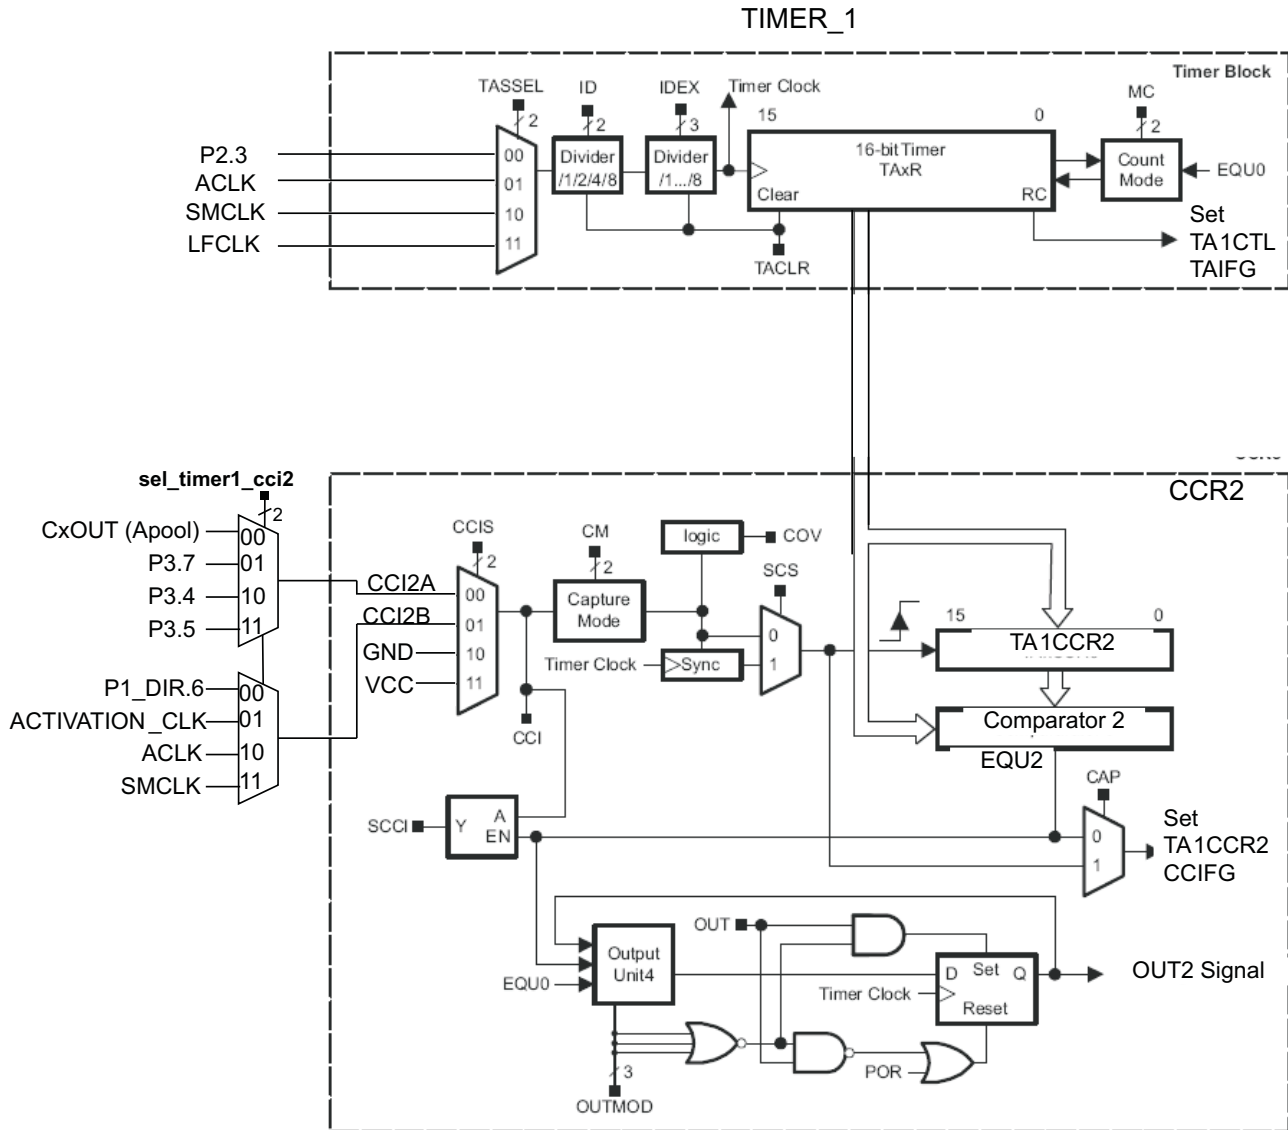 TIMER_1
Timer Block
TASSEL
ID
IDEX
Timer Clock
15
0
MC
2
2
3
2
P2.3
ACLK
SMCLK
LFCLK
00
01
10
11
Divider
/1/2/4/8
Divider
/1.../8
16-bit Timer
TAxR
Clear
RC
Count
Mode
EQU0
TACLR
Set
TA1CTL
TAIFG
sel_timer1_cci2
2
CxOUT (Apool)
P3.7
P3.4
P3.5
00
01
10
11
P1_DIR.6
ACTIVATION_CLK
ACLK
SMCLK
00
01
10
11
CCR2
CCIS
2
CCI2A
CCI2B
GND
VCC
00
01
10
11
CCI
CM
2
Capture
Mode
logic
COV
SCS
Timer Clock
Sync
0
1
15
0
TA1CCR2
Comparator 2
EQU2
CAP
0
1
Set
TA1CCR2
CCIFG
SCCI
Y
A
EN
OUT
Output
Unit4
EQU0
3
OUTMOD
Timer Clock
D
Set
Q
Reset
POR
OUT2 Signal